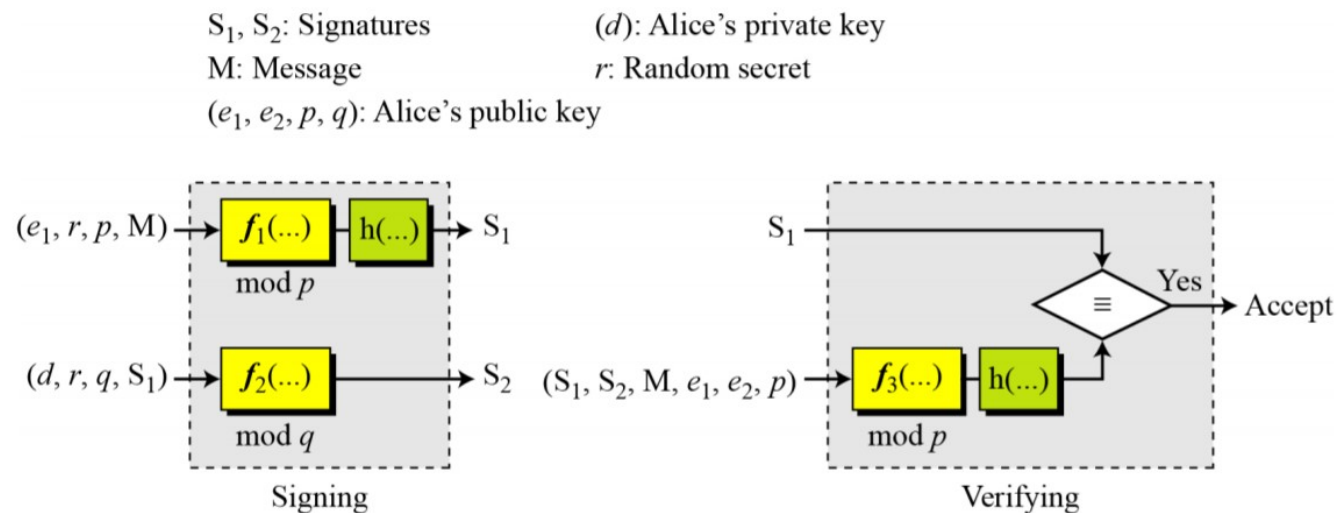 S₁, S₂: Signatures (d): Alice's private key
M: Message r: Random secret
(e₁, e₂, p, q): Alice's public key
(e₁, r, p, M) f₁(...) h(...) S₁
mod p
(d, r, q, S₁) f₂(...) S₂
mod q
Signing
S₁
≡ Yes Accept
(S₁, S₂, M, e₁, e₂, p) f₃(...) h(...)
mod p
Verifying